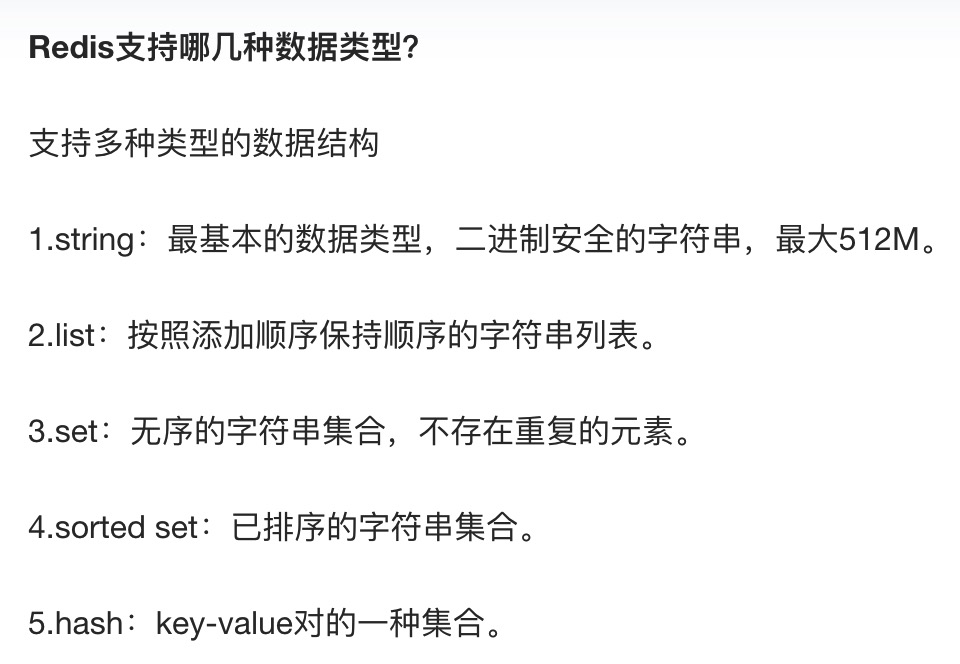 Redis支持哪几种数据类型？
支持多种类型的数据结构
1.string：最基本的数据类型，二进制安全的字符串，最大512M。
2.list：按照添加顺序保持顺序的字符串列表。
3.set：无序的字符串集合，不存在重复的元素。
4.sorted set：已排序的字符串集合。
5.hash：key-value对的一种集合。